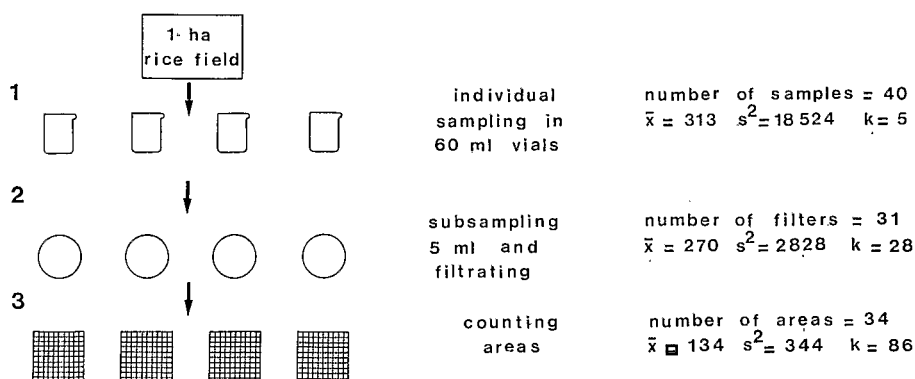 1- ha
rice field
1
individual
sampling in
60 ml vials
number of samples = 40
x̄ = 313 s²=18524 k=5
2
subsampling
5 ml and
filtrating
number of filters = 31
x̄ = 270 s²=2828 k=28
3
counting
areas
number of areas = 34
x̄ = 134 s²= 344 k=86